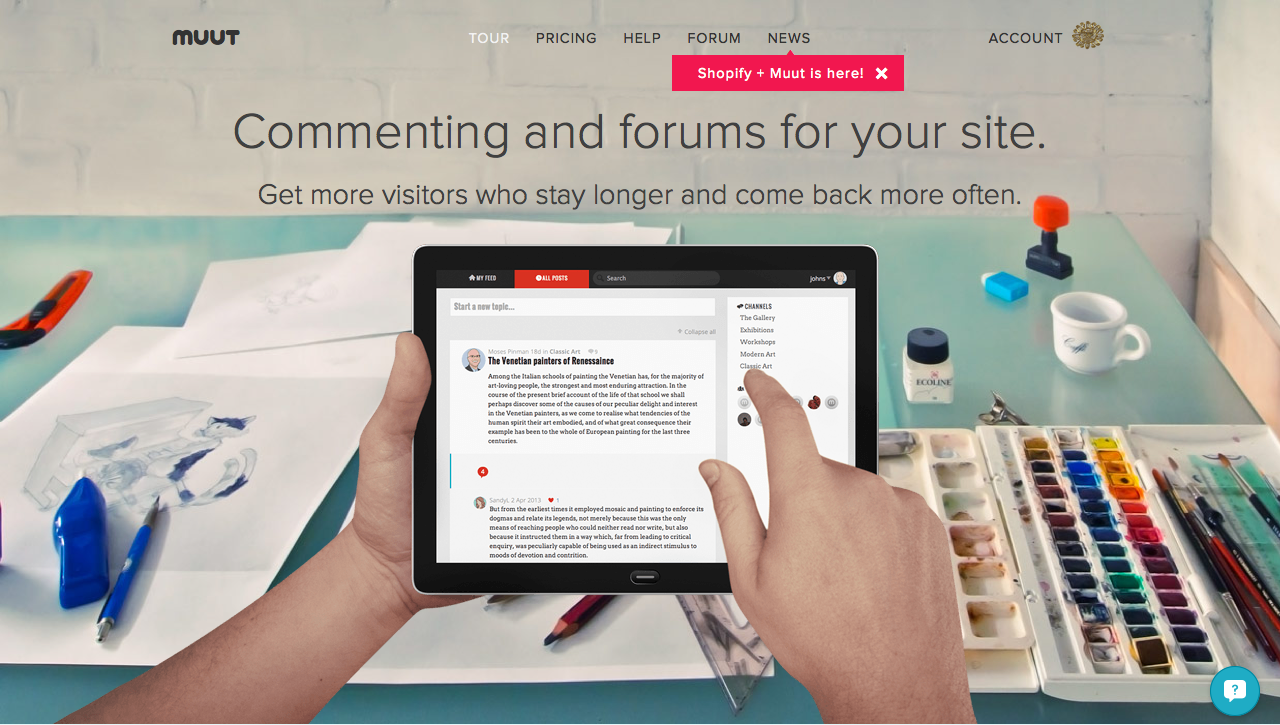 muut
TOUR PRICING HELP FORUM NEWS ACCOUNT
Shopify + Muut is here!
Commenting and forums for your site.
Get more visitors who stay longer and come back more often.
MY FEED ALL POSTS Search johns
Start a new topic...
Collapse all
Moses Pinman 18d in Classic Art
The Venetian painters of Renessaince
Among the Italian schools of painting the Venetian has, for the majority of
art-loving people, the strongest and most enduring attraction. In the
course of the present brief account of the life of that school we shall
perhaps discover some of the causes of our peculiar delight and interest
in the Venetian painters, as we come to realise what tendencies of the
human spirit their art embodied, and of what great consequence their
example has been to the whole of European painting for the last three
centuries.
4
SandyL 2 Apr 2013 1
But from the earliest times it employed mosaic and painting to enforce its
dogmas and relate its legends, not merely because this was the only
means of reaching people who could neither read nor write, but also
because it instructed them in a way which, far from leading to critical
enquiry, was peculiarly capable of being used as an indirect stimulus to
moods of devotion and contrition.
CHANNELS
The Gallery
Exhibitions
Workshops
Modern Art
Classic Art
ECOLINE
?